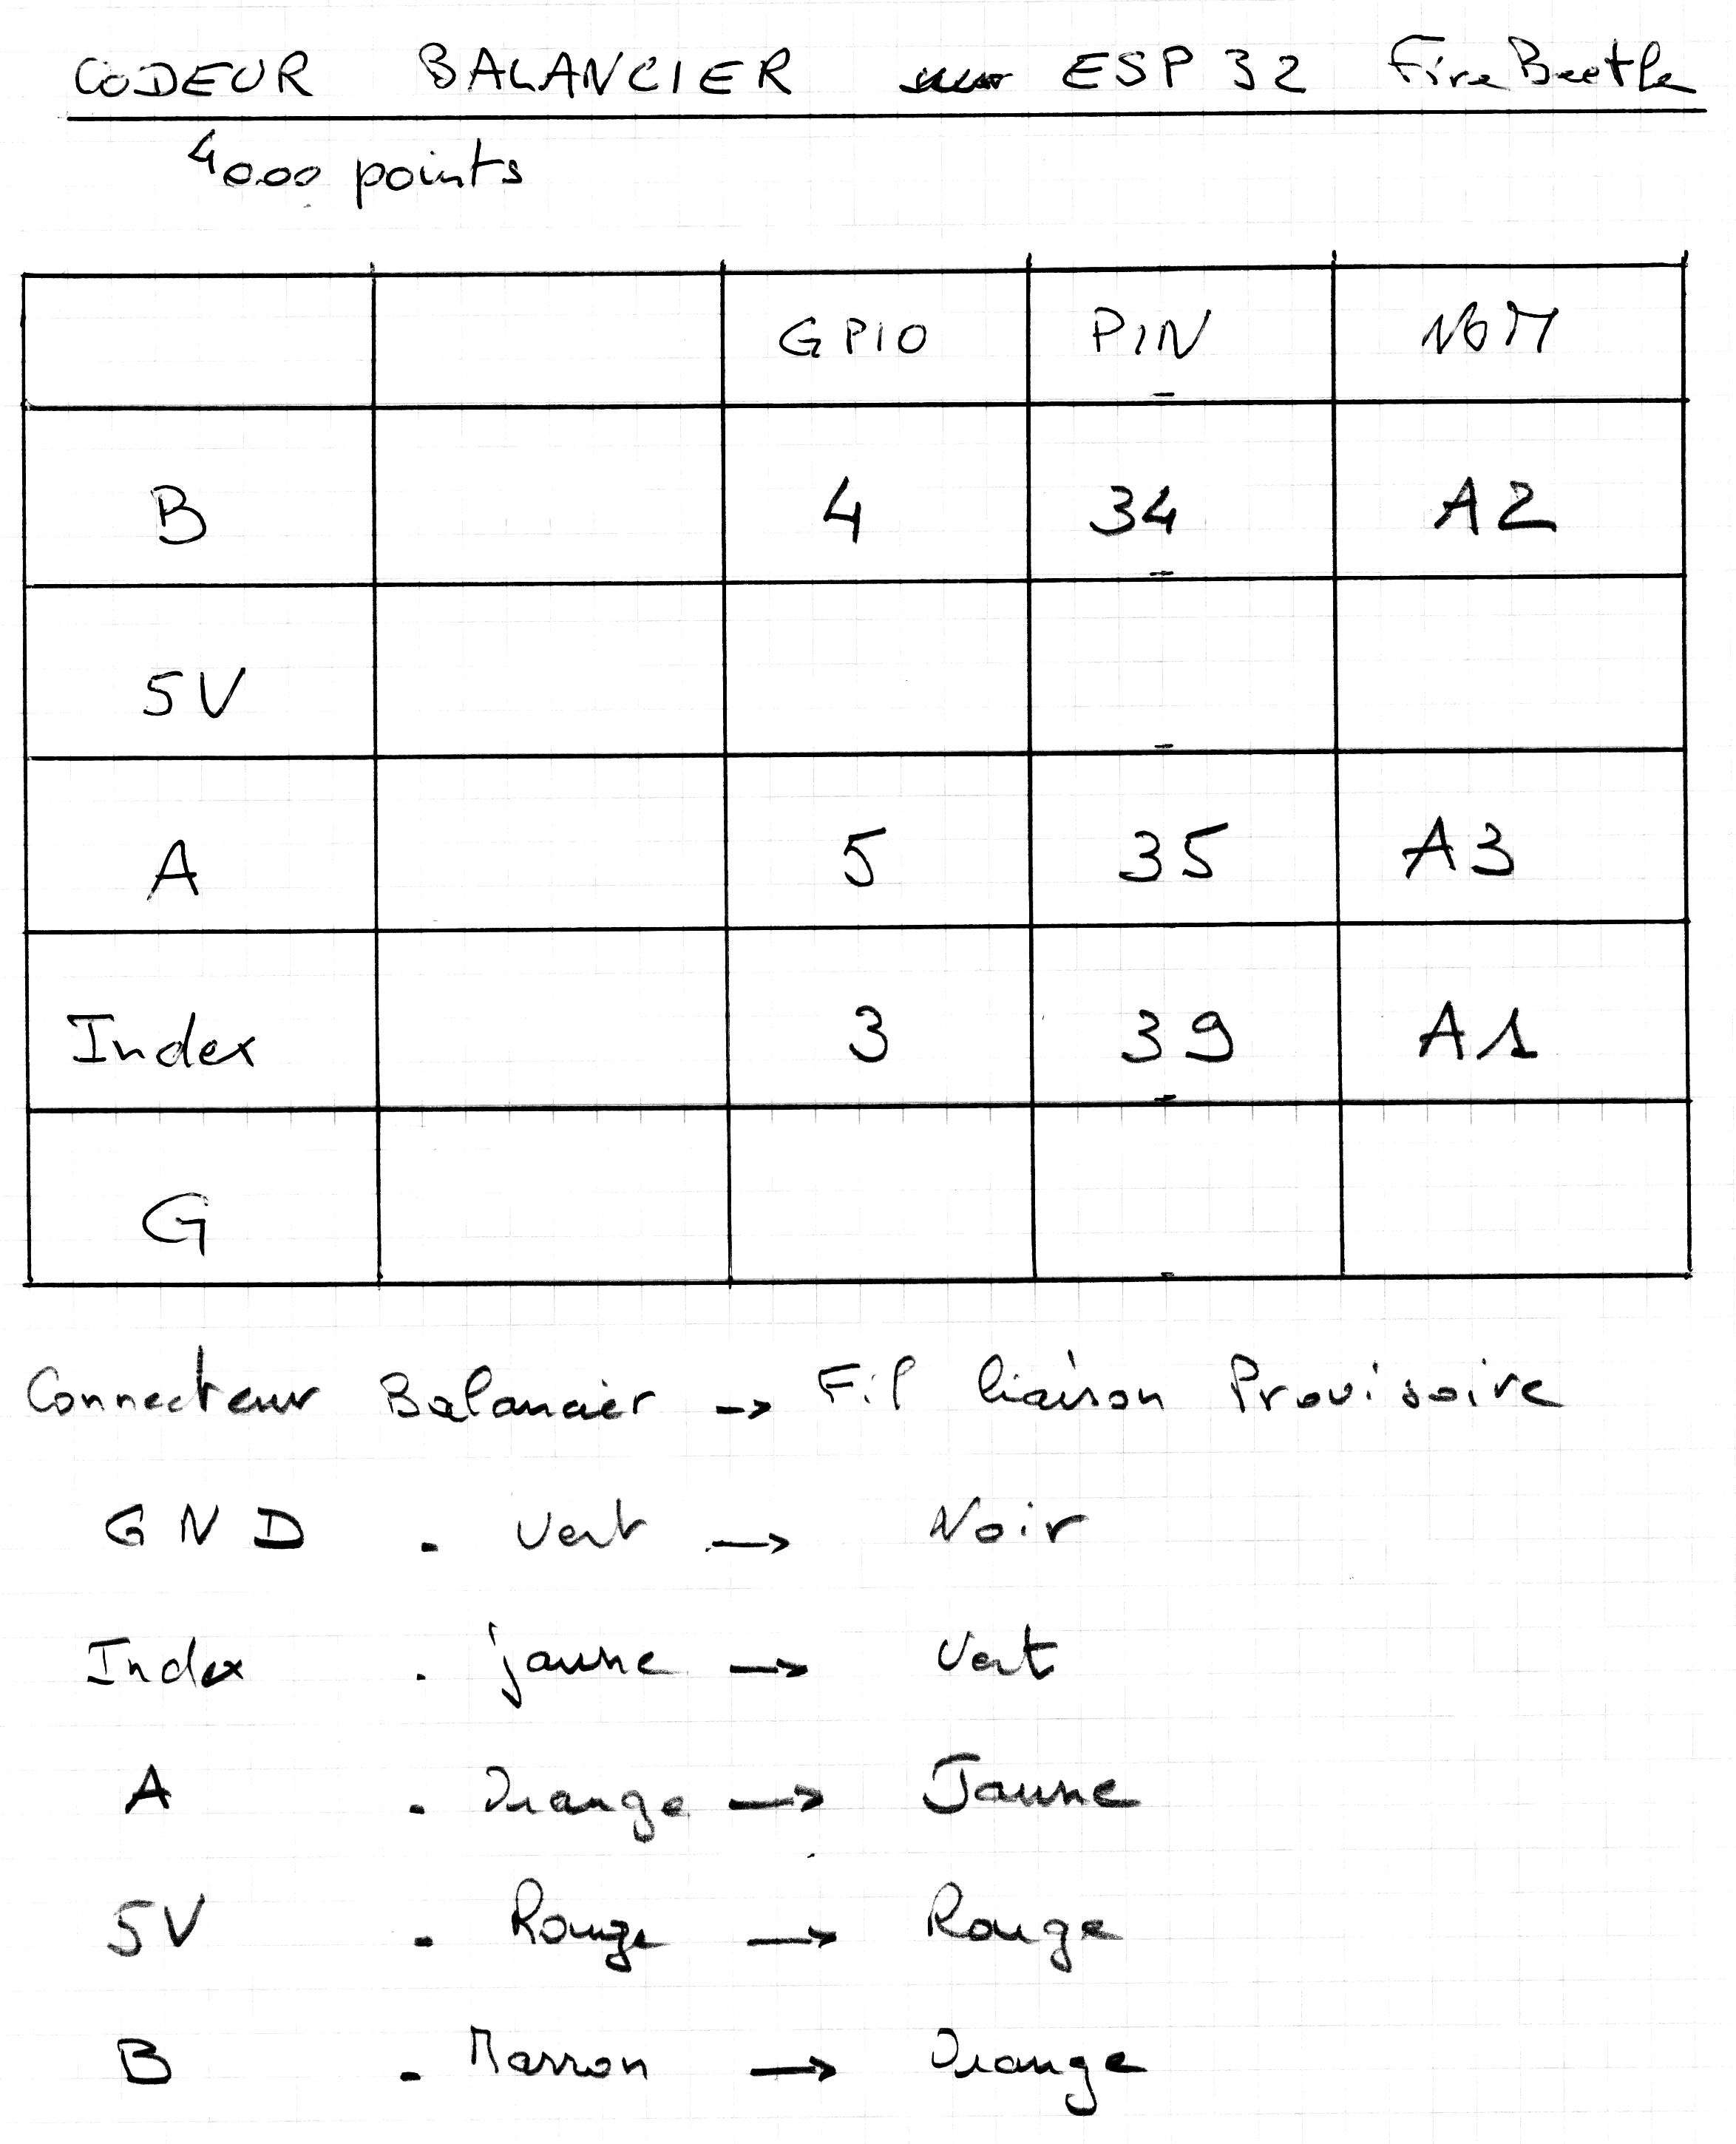 CODEUR BALANCIER sur ESP 32 FireBeetle
4000 points
GPIO PIN NOM
B 4 34 A2
5V
A 5 35 A3
Index 3 39 A1
G
Connecteur Balancier -> Fil liaison Provisoire
GND . Vert -> Noir
Index . jaune -> Vert
A . Orange -> Jaune
5V . Rouge -> Rouge
B . Marron -> Orange